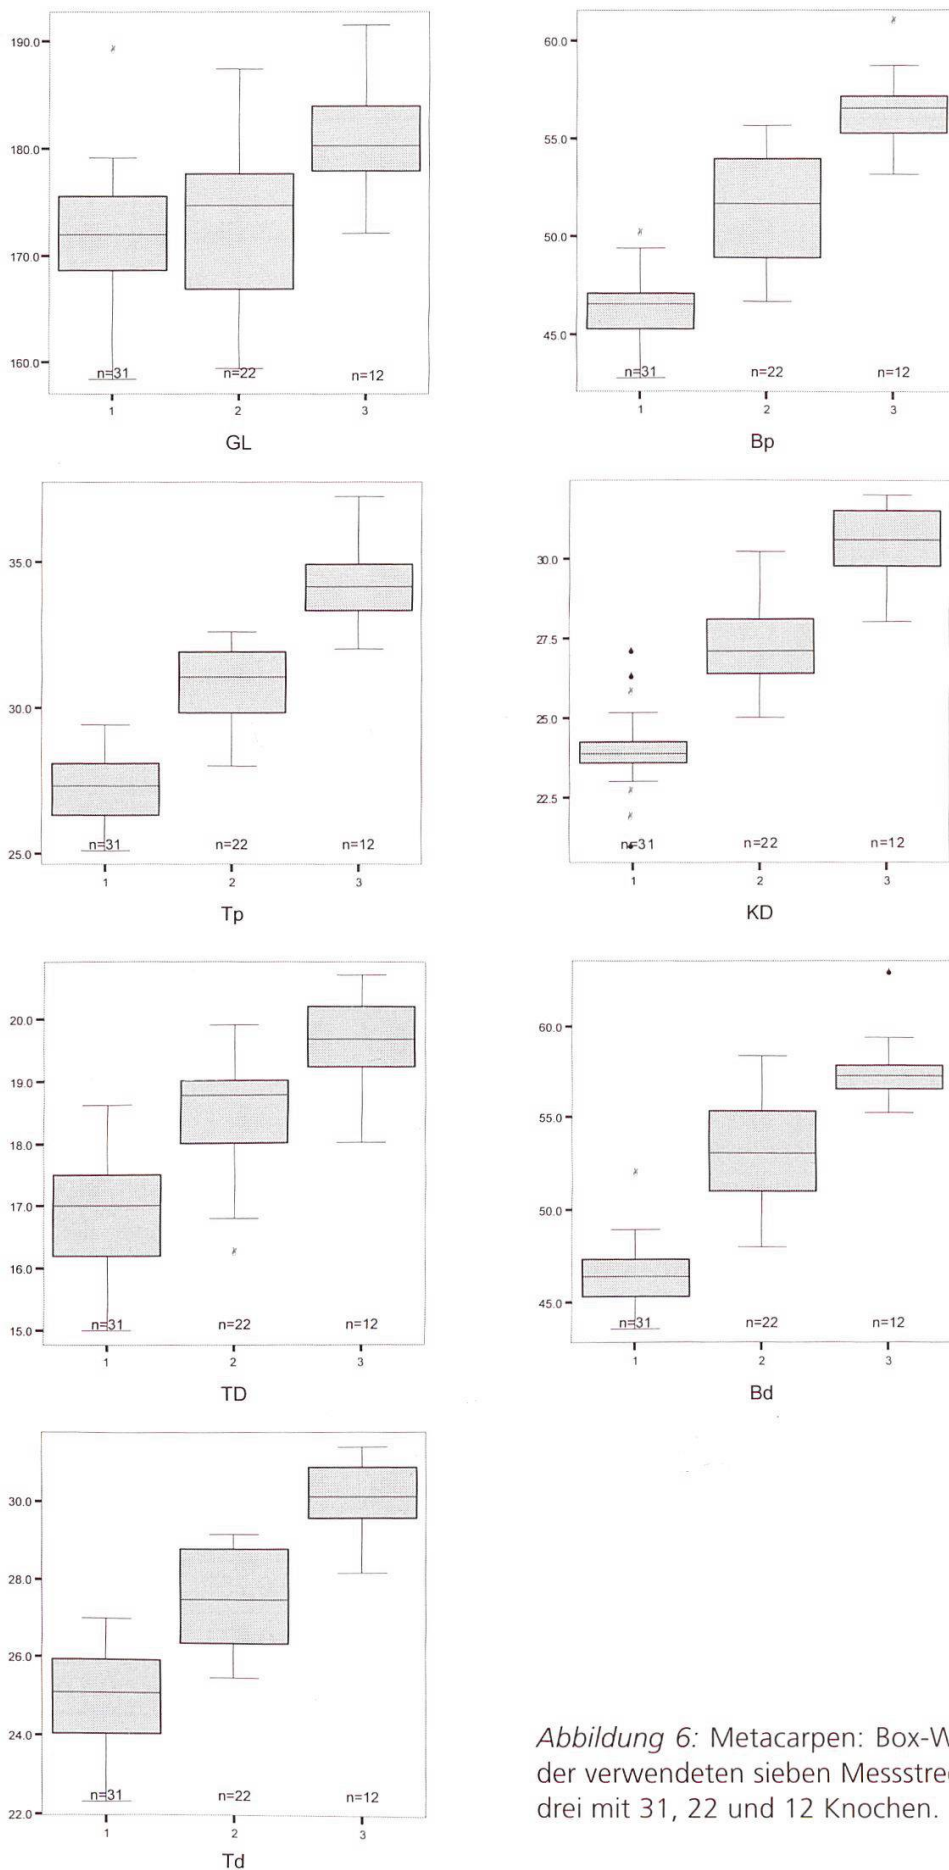 190.0
180.0
170.0
160.0
n=31 n=22 n=12
1 2 3
GL
60.0
55.0
50.0
45.0
n=31 n=22 n=12
1 2 3
Bp
35.0
30.0
25.0
n=31 n=22 n=12
1 2 3
Tp
30.0
27.5
25.0
22.5
n=31 n=22 n=12
1 2 3
KD
20.0
19.0
18.0
17.0
16.0
15.0
n=31 n=22 n=12
1 2 3
TD
60.0
55.0
50.0
45.0
n=31 n=22 n=12
1 2 3
Bd
30.0
28.0
26.0
24.0
22.0
n=31 n=22 n=12
1 2 3
Td
Abbildung 6: Metacarpen: Box-W
der verwendeten sieben Messstre
drei mit 31, 22 und 12 Knochen.